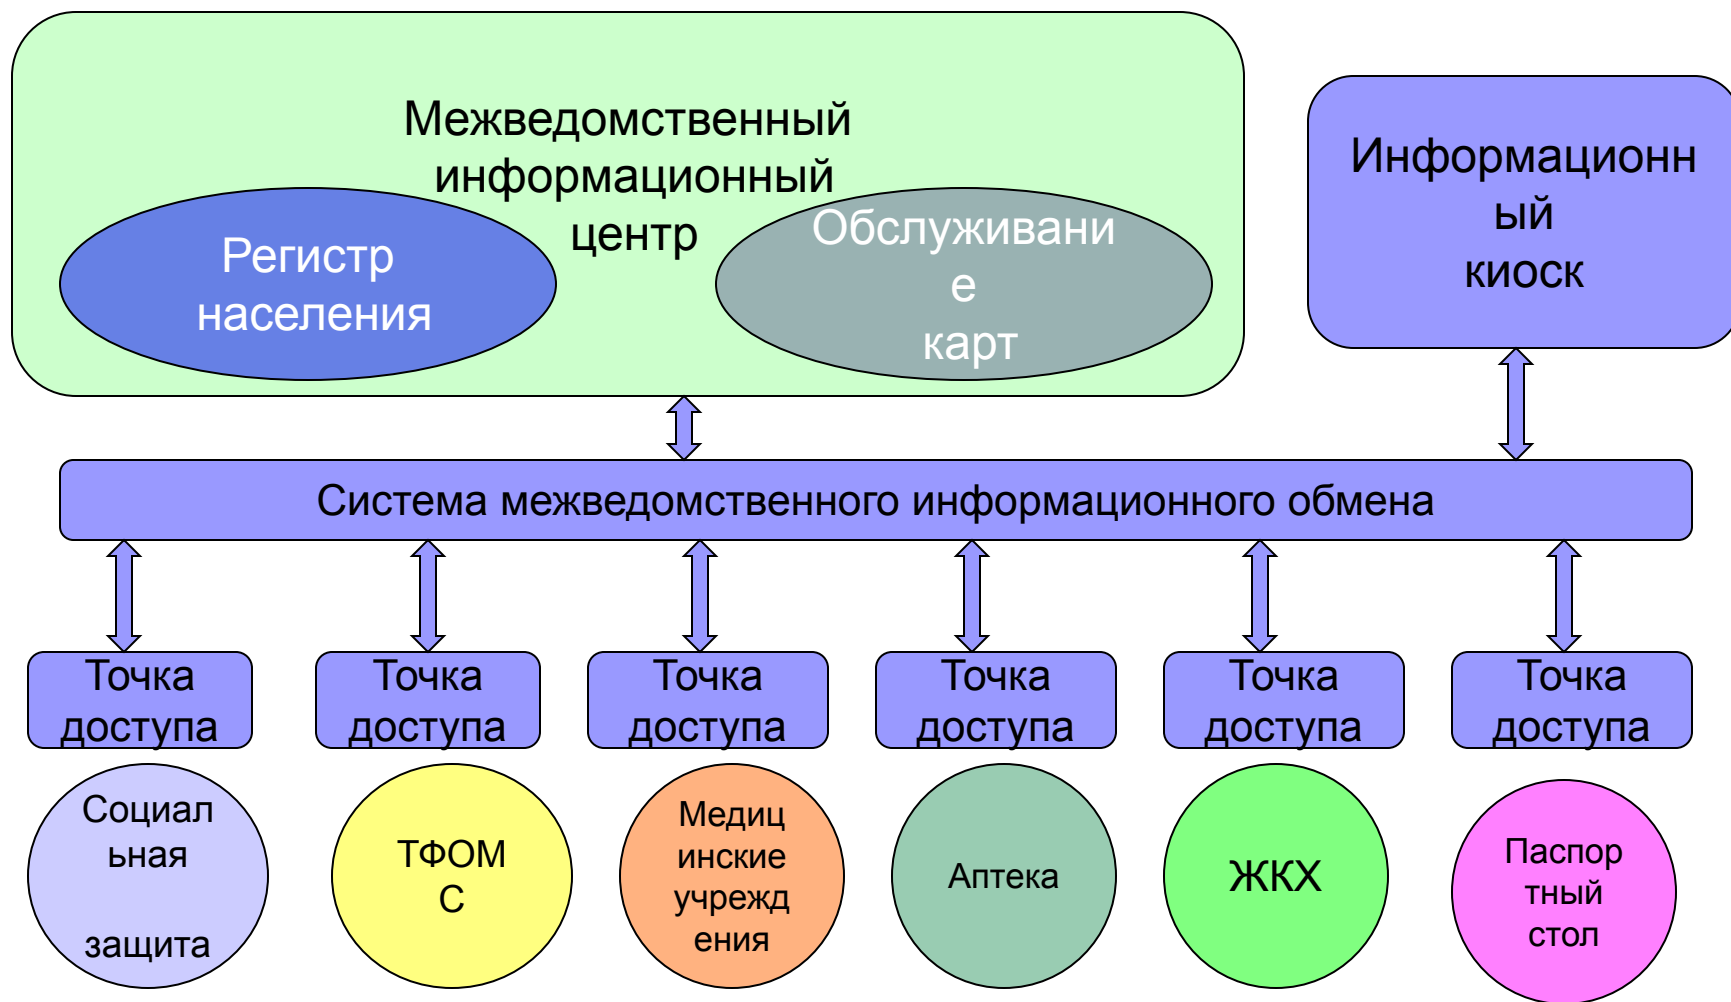 Межведомственный
информационный
центр
Регистр
населения
Обслуживани
е
карт
Информационн
ый
киоск
Система межведомственного информационного обмена
Точка
доступа
Точка
доступа
Точка
доступа
Точка
доступа
Точка
доступа
Точка
доступа
Социал
ьная
защита
ТФОМ
С
Медиц
инские
учрежд
ения
Аптека
ЖКХ
Паспор
тный
стол